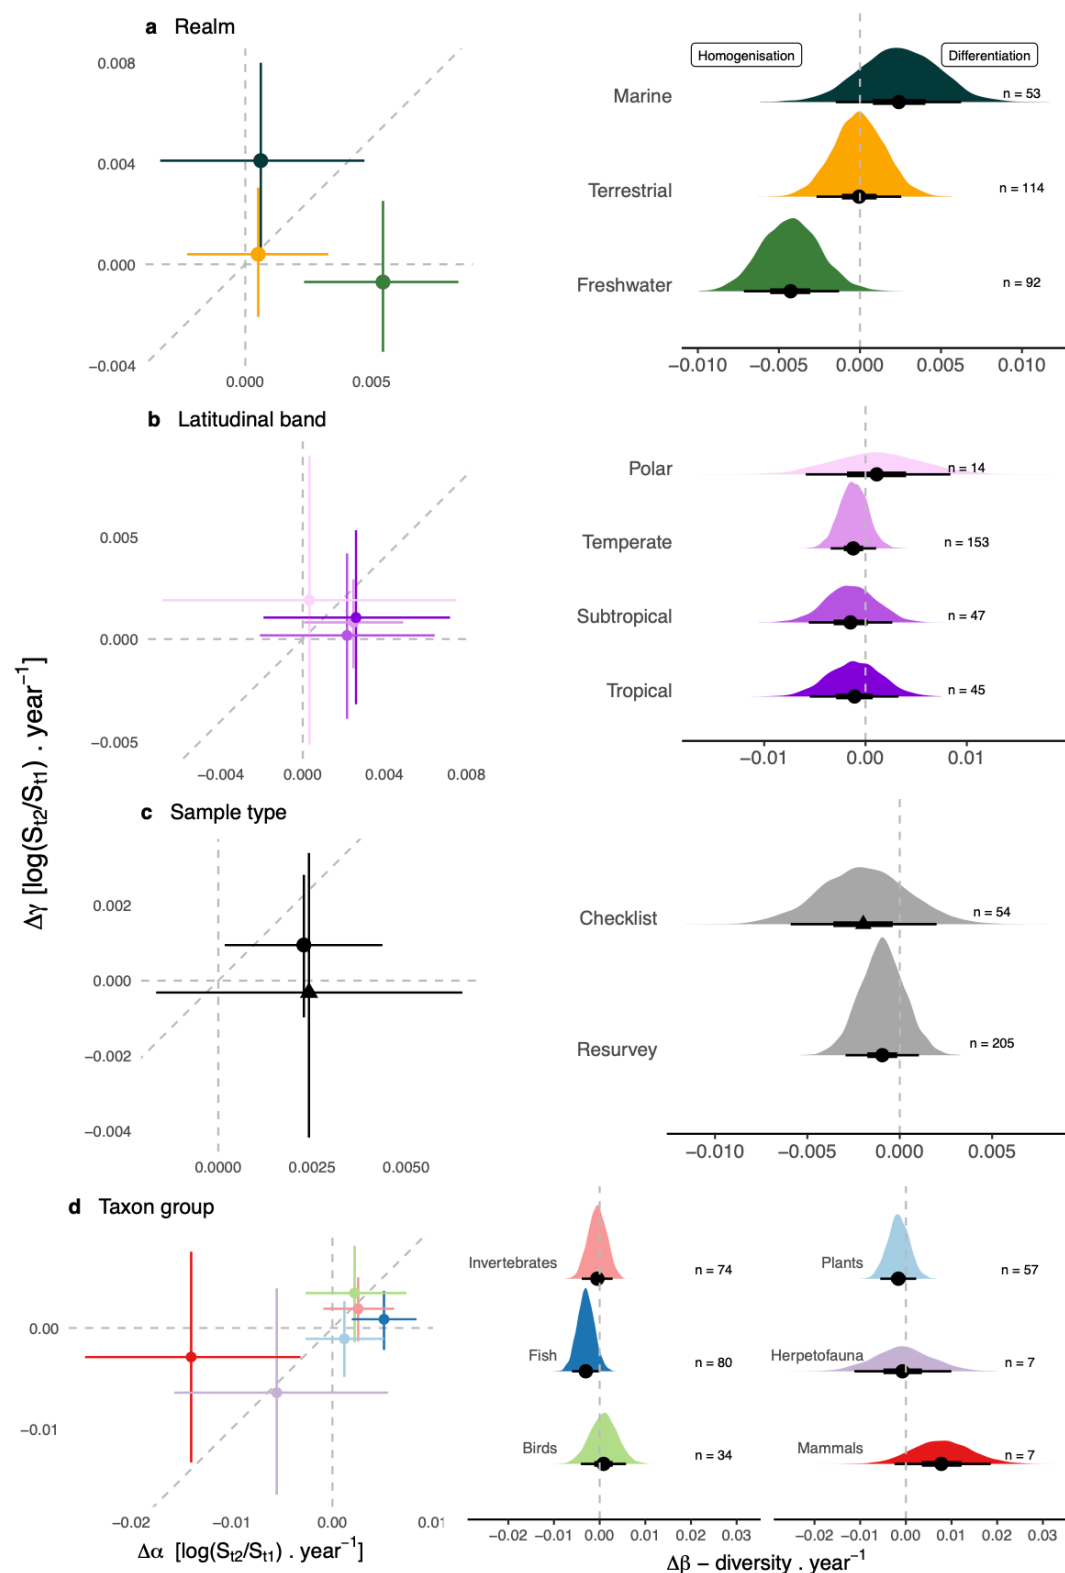 a Realm
0.008
0.004
0.000
−0.004
0.000 0.005
Homogenisation Differentiation
Marine n = 53
Terrestrial n = 114
Freshwater n = 92
−0.010 −0.005 0.000 0.005 0.010
b Latitudinal band
0.005
0.000
−0.005
−0.004 0.000 0.004 0.008
Polar n = 14
Temperate n = 153
Subtropical n = 47
Tropical n = 45
−0.01 0.00 0.01
Δγ [log(St2/St1) . year−1]
c Sample type
0.002
0.000
−0.002
−0.004
0.0000 0.0025 0.0050
Checklist n = 54
Resurvey n = 205
−0.010 −0.005 0.000 0.005
d Taxon group
0.00
−0.01
−0.02 −0.01 0.00 0.01
Δα [log(St2/St1) . year−1]
Invertebrates n = 74 Plants n = 57
Fish n = 80 Herpetofauna n = 7
Birds n = 34 Mammals n = 7
−0.02 −0.01 0.00 0.01 0.02 0.03 −0.02 −0.01 0.00 0.01 0.02 0.03
Δβ − diversity . year−1